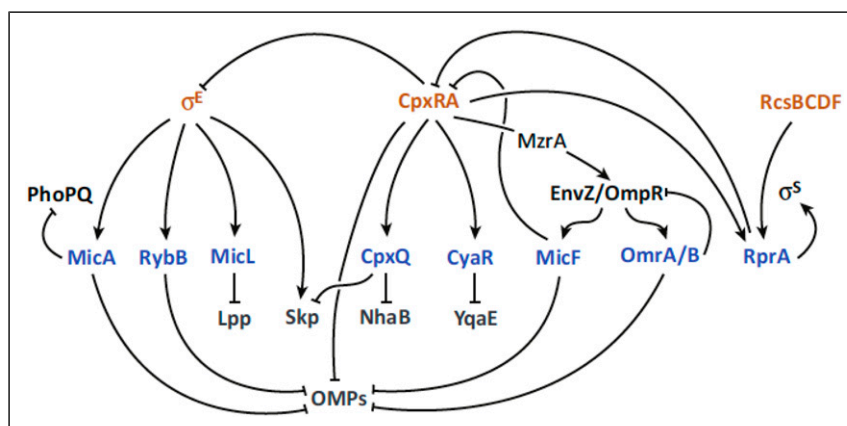 σE CpxRA RcsBCDF
MzrA
PhoPQ EnvZ/OmpR σS
MicA RybB MicL CpxQ CyaR MicF OmrA/B RprA
Lpp Skp NhaB YqaE
OMPs